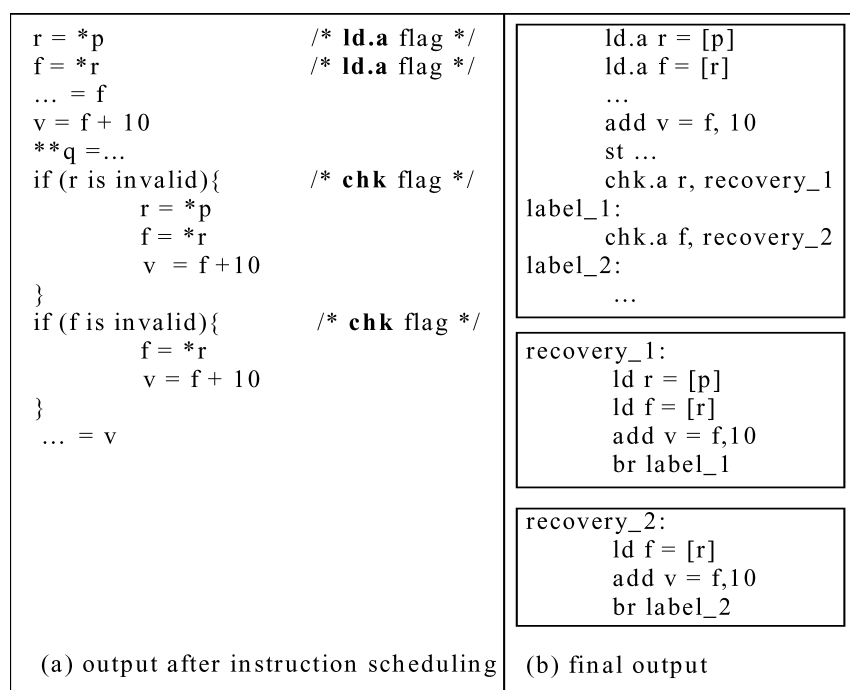 r = *p /* ld.a flag */
f = *r /* ld.a flag */
... = f
v = f + 10
**q =...
if (r is invalid){ /* chk flag */
r = *p
f = *r
v = f +10
}
if (f is invalid){ /* chk flag */
f = *r
v = f + 10
}
... = v
(a) output after instruction scheduling
ld.a r = [p]
ld.a f = [r]
...
add v = f, 10
st ...
chk.a r, recovery_1
label_1:
chk.a f, recovery_2
label_2:
...
recovery_1:
ld r = [p]
ld f = [r]
add v = f,10
br label_1
recovery_2:
ld f = [r]
add v = f,10
br label_2
(b) final output